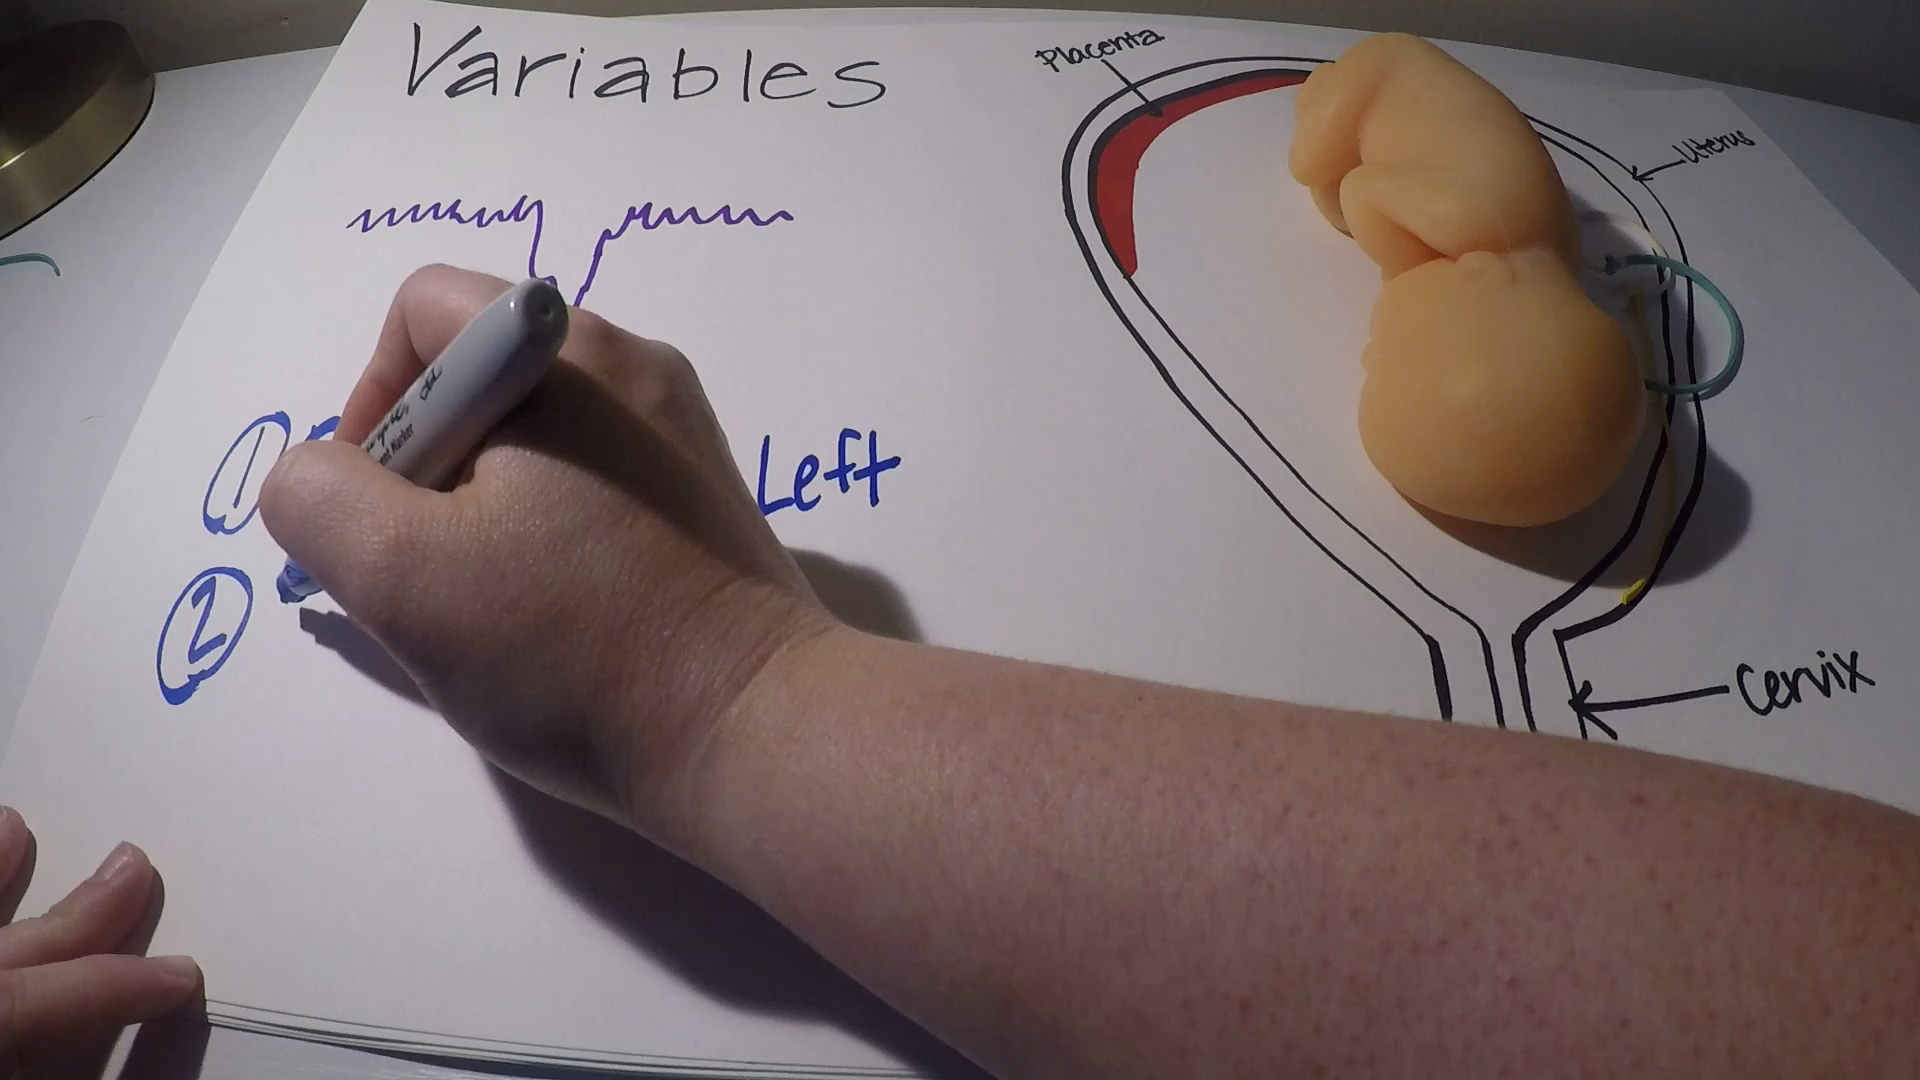 Variables
Placenta
Uterus
① Left
②
Cervix